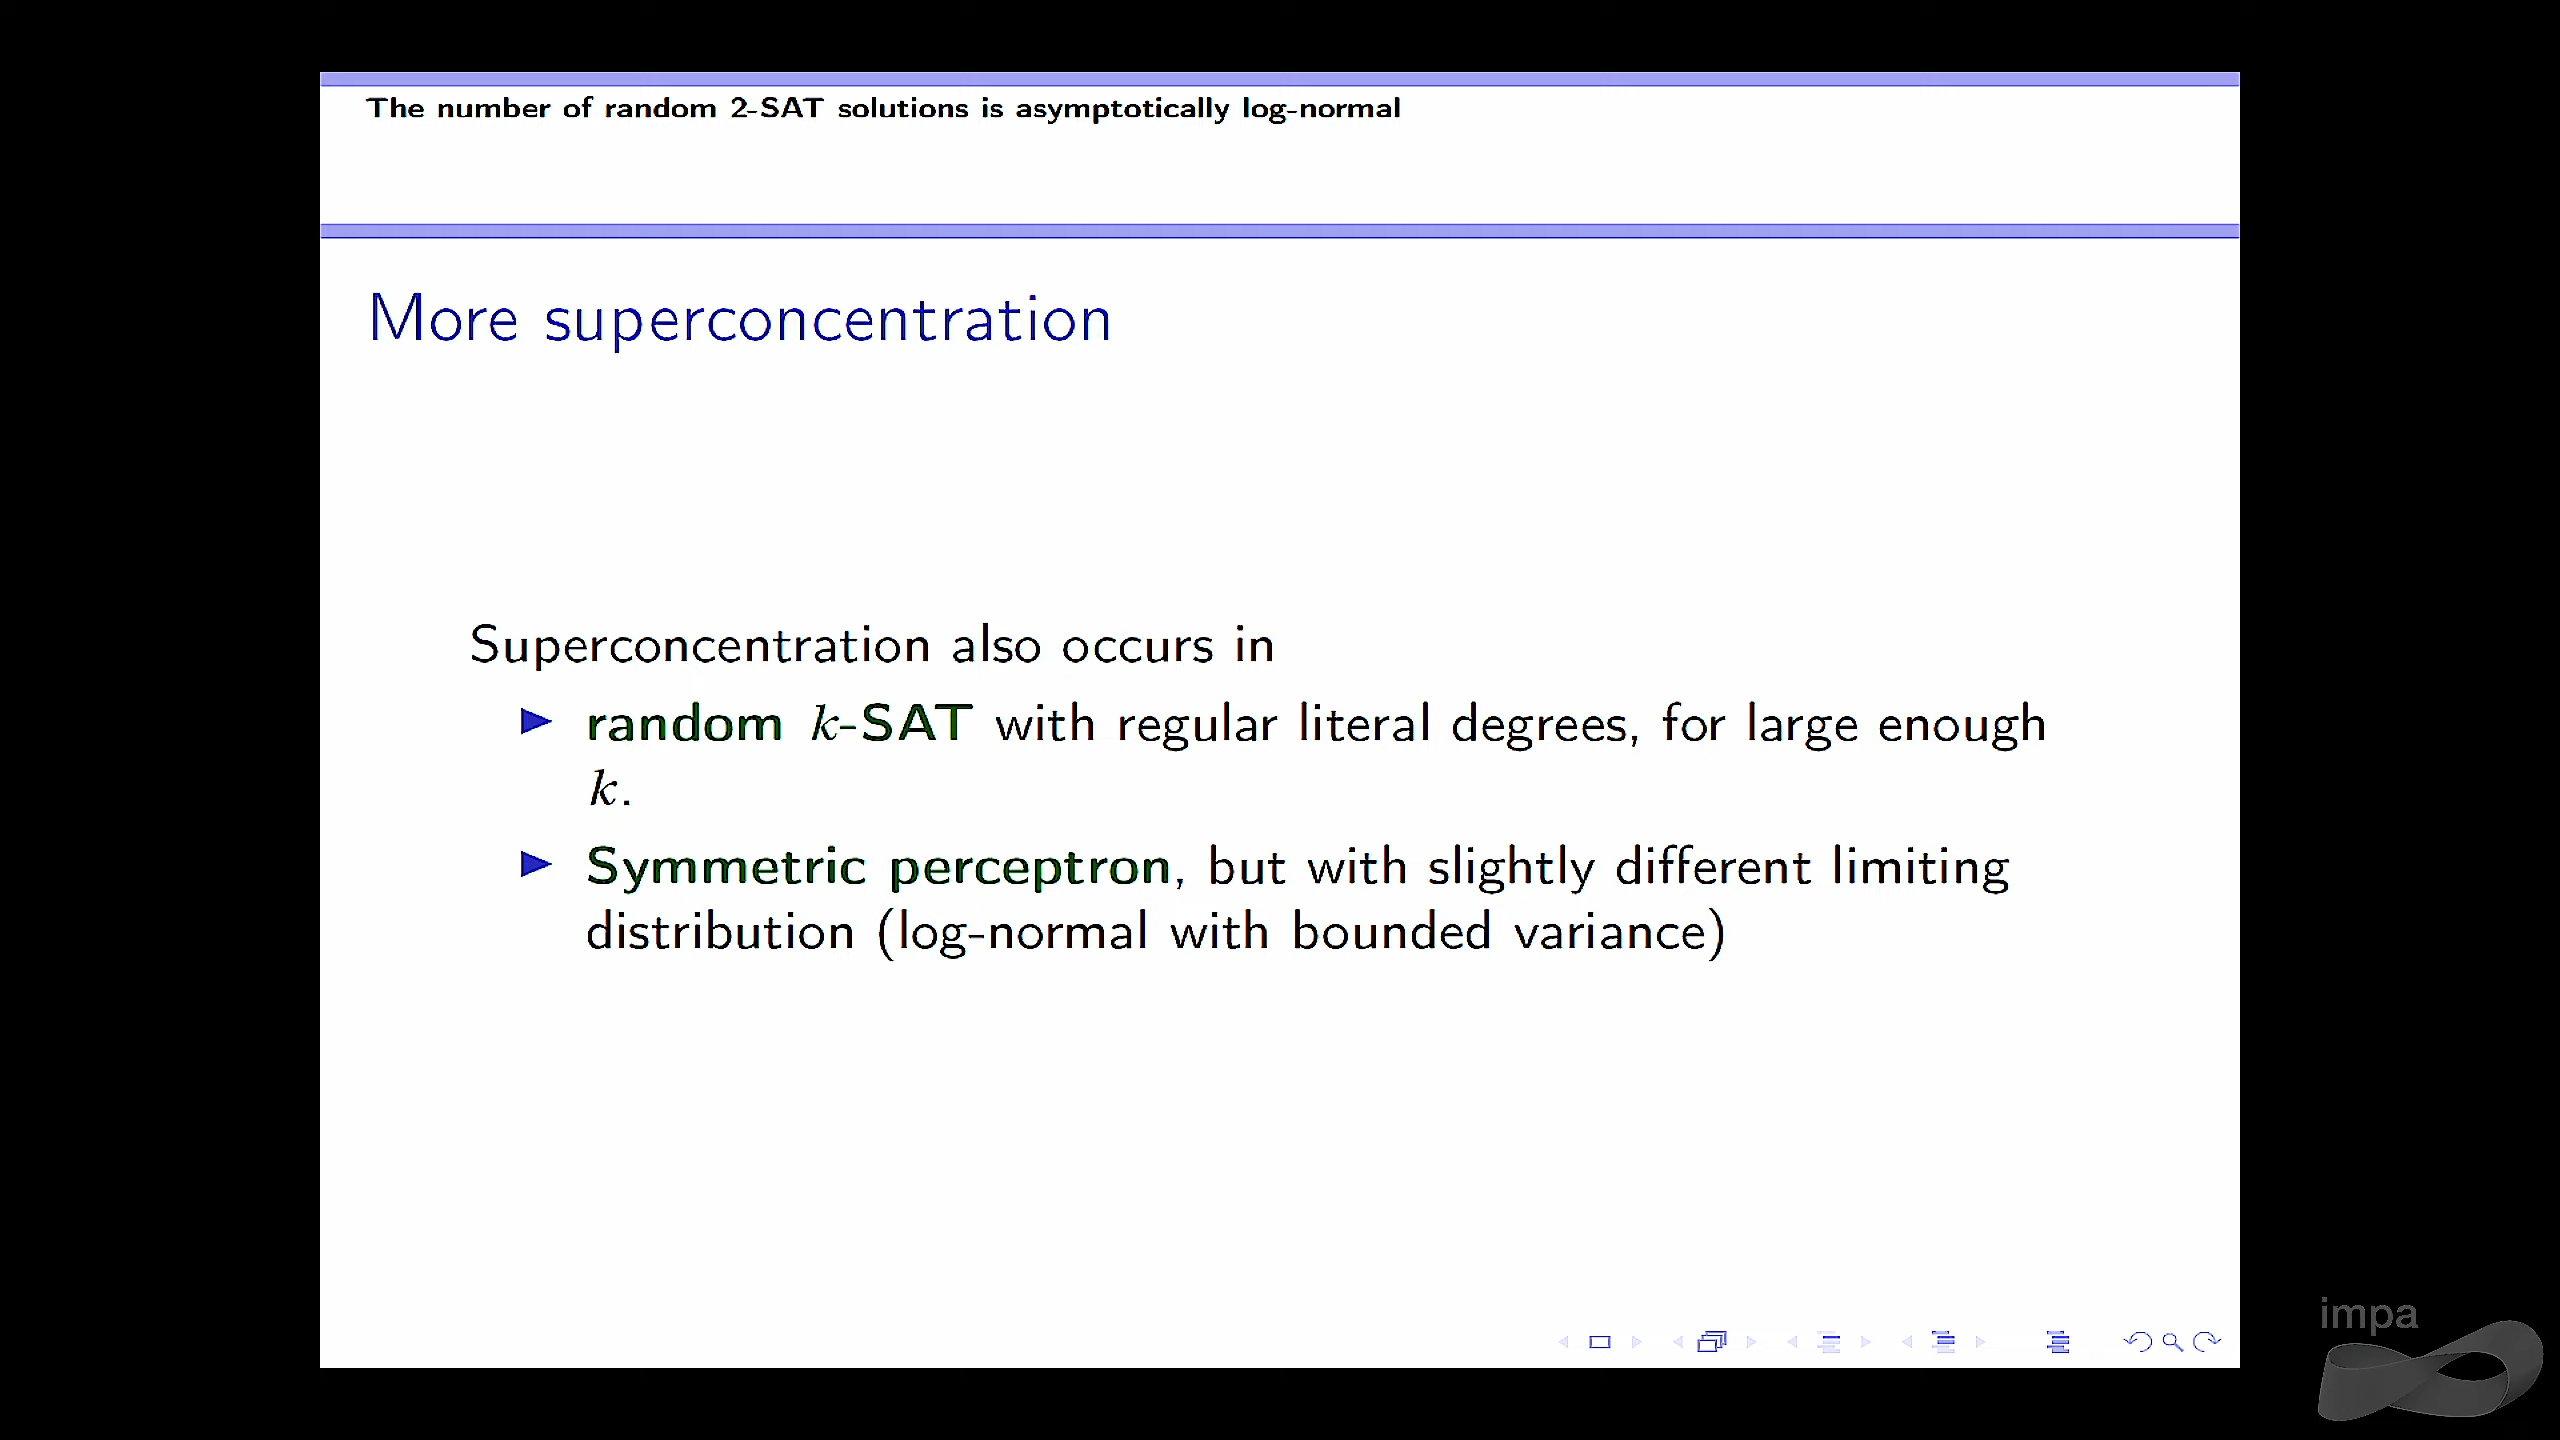 The number of random 2-SAT solutions is asymptotically log-normal
More superconcentration
Superconcentration also occurs in
▶ random k-SAT with regular literal degrees, for large enough
k.
▶ Symmetric perceptron, but with slightly different limiting
distribution (log-normal with bounded variance)
impa